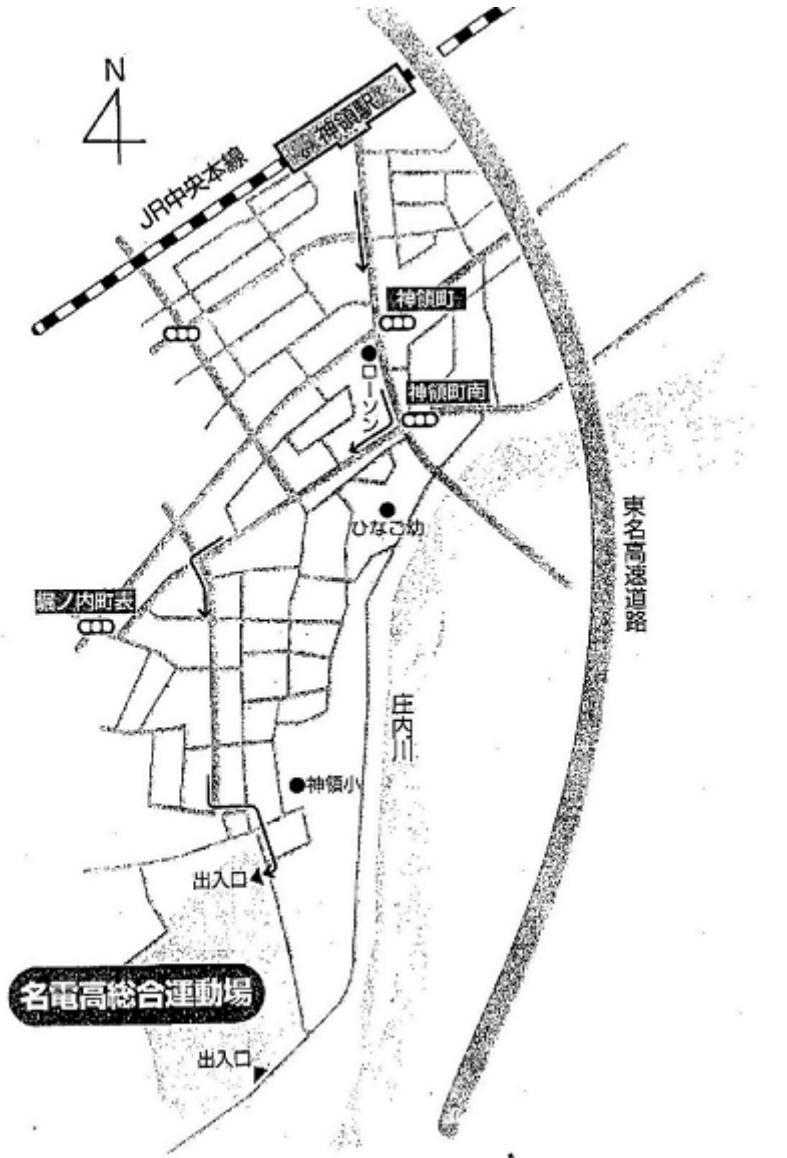 N
神領駅
JR中央本線
神領町
ローソン
神領町南
ひなご幼
東名高速道路
堀ノ内町表
庄内川
神領小
出入口
名電高総合運動場
出入口